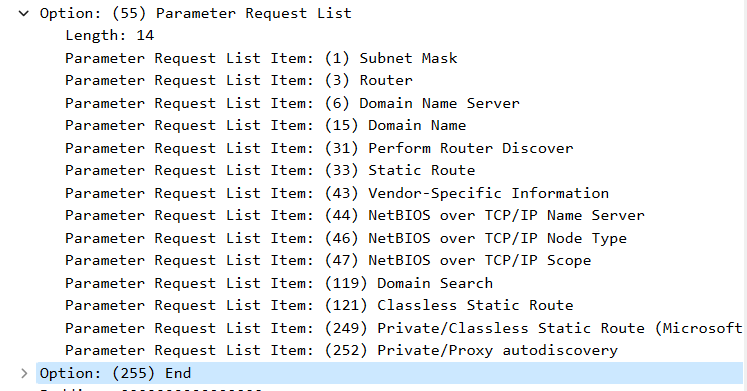 Option: (55) Parameter Request List
Length: 14
Parameter Request List Item: (1) Subnet Mask
Parameter Request List Item: (3) Router
Parameter Request List Item: (6) Domain Name Server
Parameter Request List Item: (15) Domain Name
Parameter Request List Item: (31) Perform Router Discover
Parameter Request List Item: (33) Static Route
Parameter Request List Item: (43) Vendor-Specific Information
Parameter Request List Item: (44) NetBIOS over TCP/IP Name Server
Parameter Request List Item: (46) NetBIOS over TCP/IP Node Type
Parameter Request List Item: (47) NetBIOS over TCP/IP Scope
Parameter Request List Item: (119) Domain Search
Parameter Request List Item: (121) Classless Static Route
Parameter Request List Item: (249) Private/Classless Static Route (Microsoft
Parameter Request List Item: (252) Private/Proxy autodiscovery
Option: (255) End